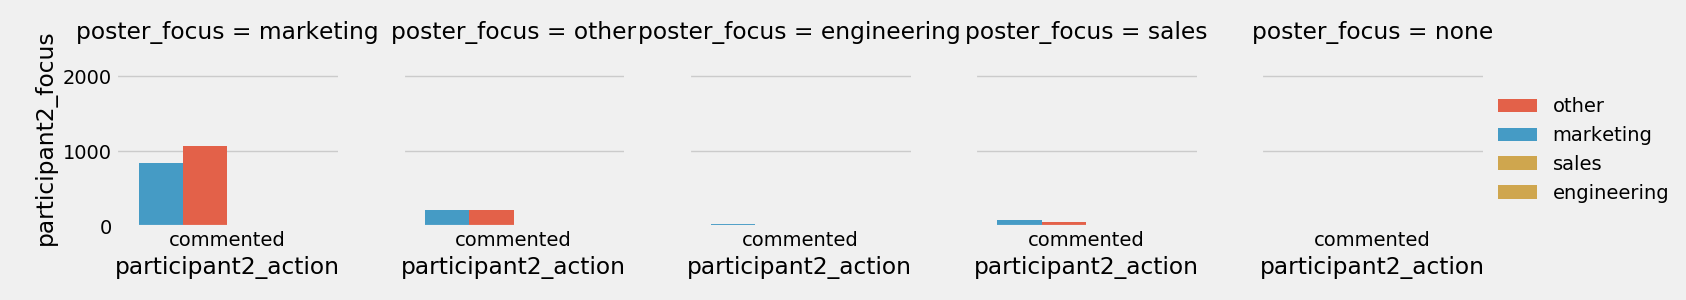 poster_focus = marketing
poster_focus = other
poster_focus = engineering
poster_focus = sales
poster_focus = none
participant2_focus
2000
1000
0
commented
commented
commented
commented
commented
participant2_action
participant2_action
participant2_action
participant2_action
participant2_action
other
marketing
sales
engineering